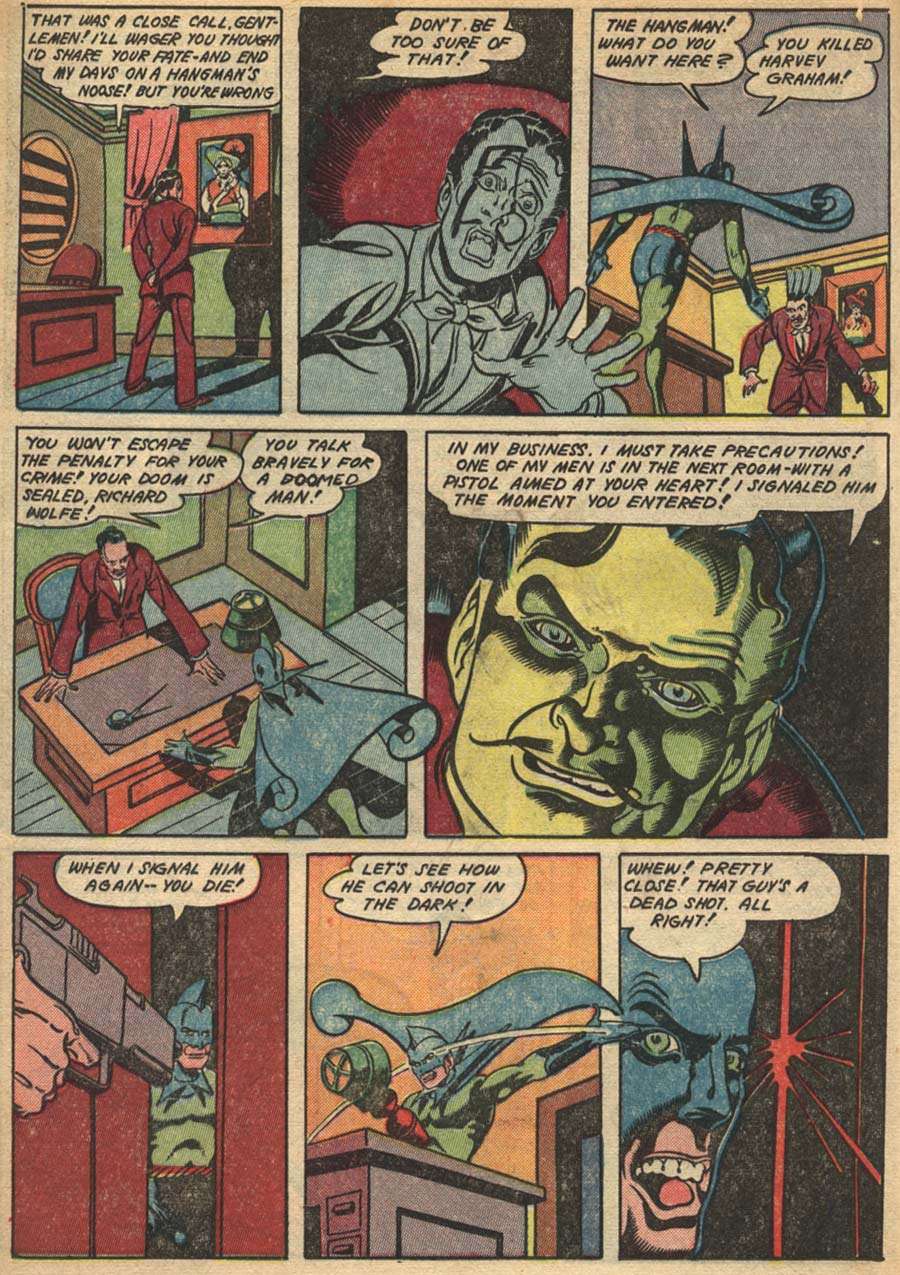 THAT WAS A CLOSE CALL, GENT-
LEMEN! I'LL WAGER YOU THOUGHT
I'D SHARE YOUR FATE-AND END
MY DAYS ON A HANGMAN'S
NOOSE! BUT YOU'RE WRONG
DON'T BE
TOO SURE OF
THAT!
THE HANGMAN!
WHAT DO YOU
WANT HERE?
YOU KILLED
HARVEY
GRAHAM!
YOU WON'T ESCAPE
THE PENALTY FOR YOUR
CRIME! YOUR DOOM IS
SEALED, RICHARD
WOLFE!
YOU TALK
BRAVELY FOR
A DOOMED
MAN!
IN MY BUSINESS, I MUST TAKE PRECAUTIONS!
ONE OF MY MEN IS IN THE NEXT ROOM-WITH A
PISTOL AIMED AT YOUR HEART! I SIGNALED HIM
THE MOMENT YOU ENTERED!
WHEN I SIGNAL HIM
AGAIN-- YOU DIE!
LET'S SEE HOW
HE CAN SHOOT IN
THE DARK!
WHEW! PRETTY
CLOSE! THAT GUY'S A
DEAD SHOT, ALL
RIGHT!